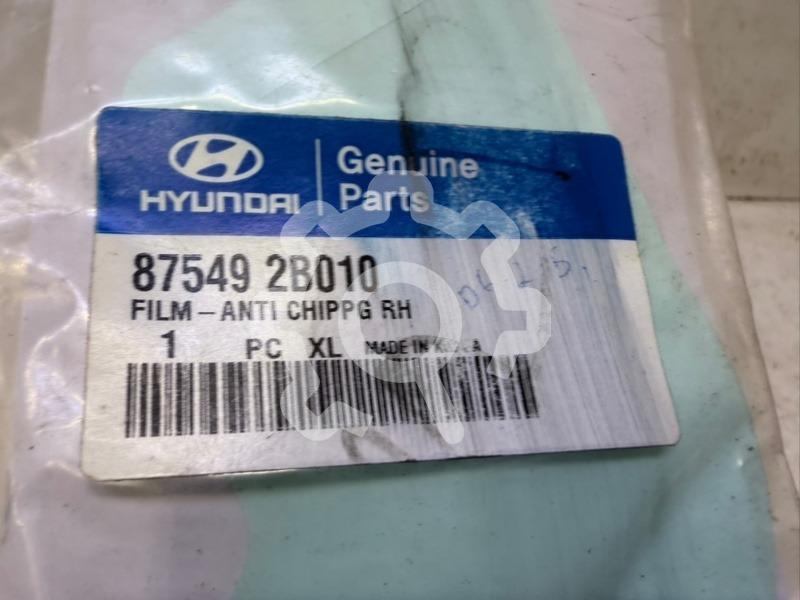 HYUNDAI
Genuine
Parts
87549 2B010
FILM-ANTI CHIPPG RH
1 PC XL MADE IN KOREA